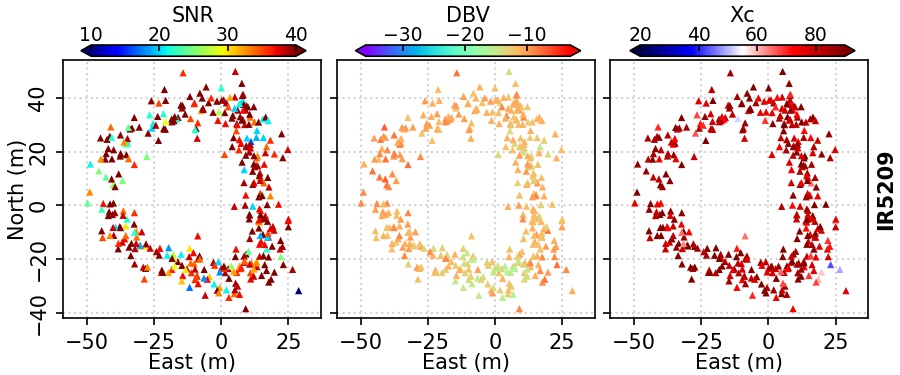 SNR DBV Xc
10 20 30 40 −30 −20 −10 20 40 60 80
40
20
0
−20
−40
North (m)
−50 −25 0 25 −50 −25 0 25 −50 −25 0 25
East (m) East (m) East (m)
IR5209